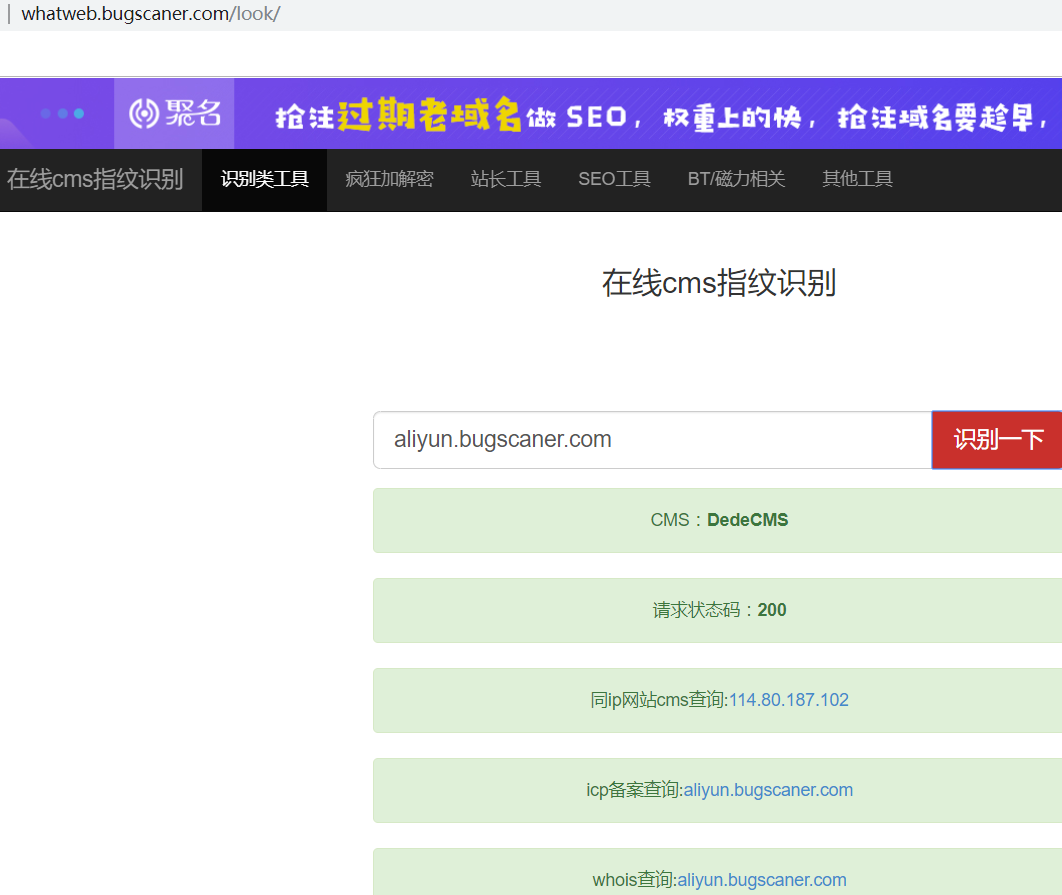 whatweb.bugscaner.com/look/
聚名 抢注过期老域名做 SEO，权重上的快，抢注域名要趁早，
在线cms指纹识别 识别类工具 疯狂加解密 站长工具 SEO工具 BT/磁力相关 其他工具
在线cms指纹识别
aliyun.bugscaner.com 识别一下
CMS：DedeCMS
请求状态码：200
同ip网站cms查询:114.80.187.102
icp备案查询:aliyun.bugscaner.com
whois查询:aliyun.bugscaner.com